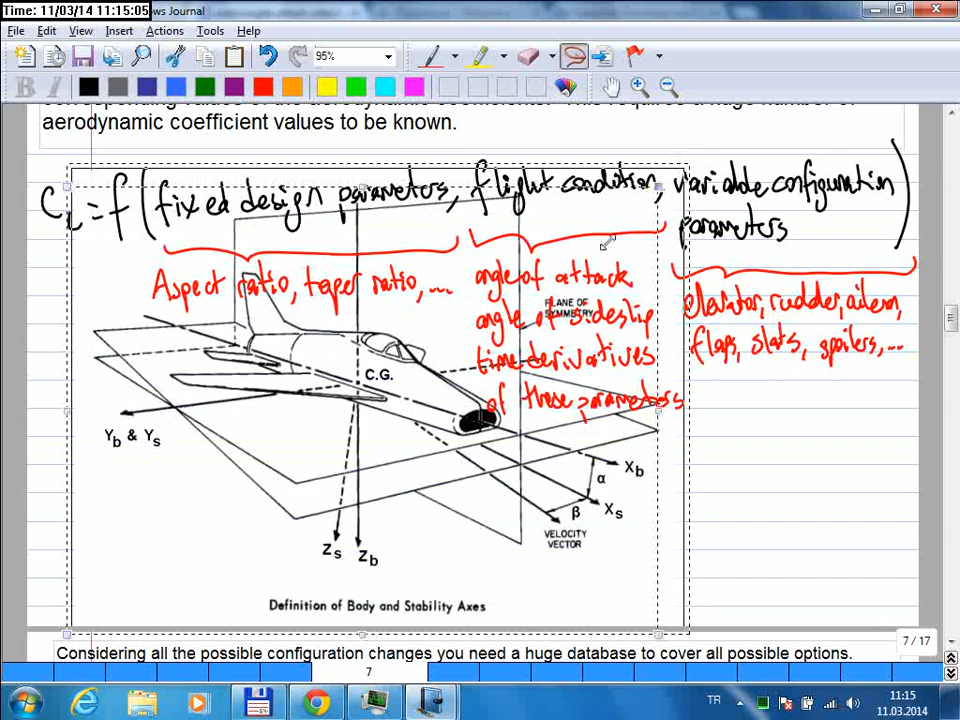 Time: 11/03/14 11:15:05
ws Journal
File Edit View Insert Actions Tools Help
95%
B I
aerodynamic coefficient values to be known.
CL = f (fixed design parameters, flight condition, variable configuration parameters)
Aspect ratio, taper ratio, ...
angle of attack
angle of sideslip
time derivatives
of these parameters
elevator, rudder, aileron,
flaps, slats, spoilers, ...
PLANE OF
SYMMETRY
C.G.
Yb & Ys
Xb
α
Xs
β
VELOCITY
VECTOR
Zs Zb
Definition of Body and Stability Axes
7 / 17
Considering all the possible configuration changes you need a huge database to cover all possible options.
7
TR
11:15
11.03.2014